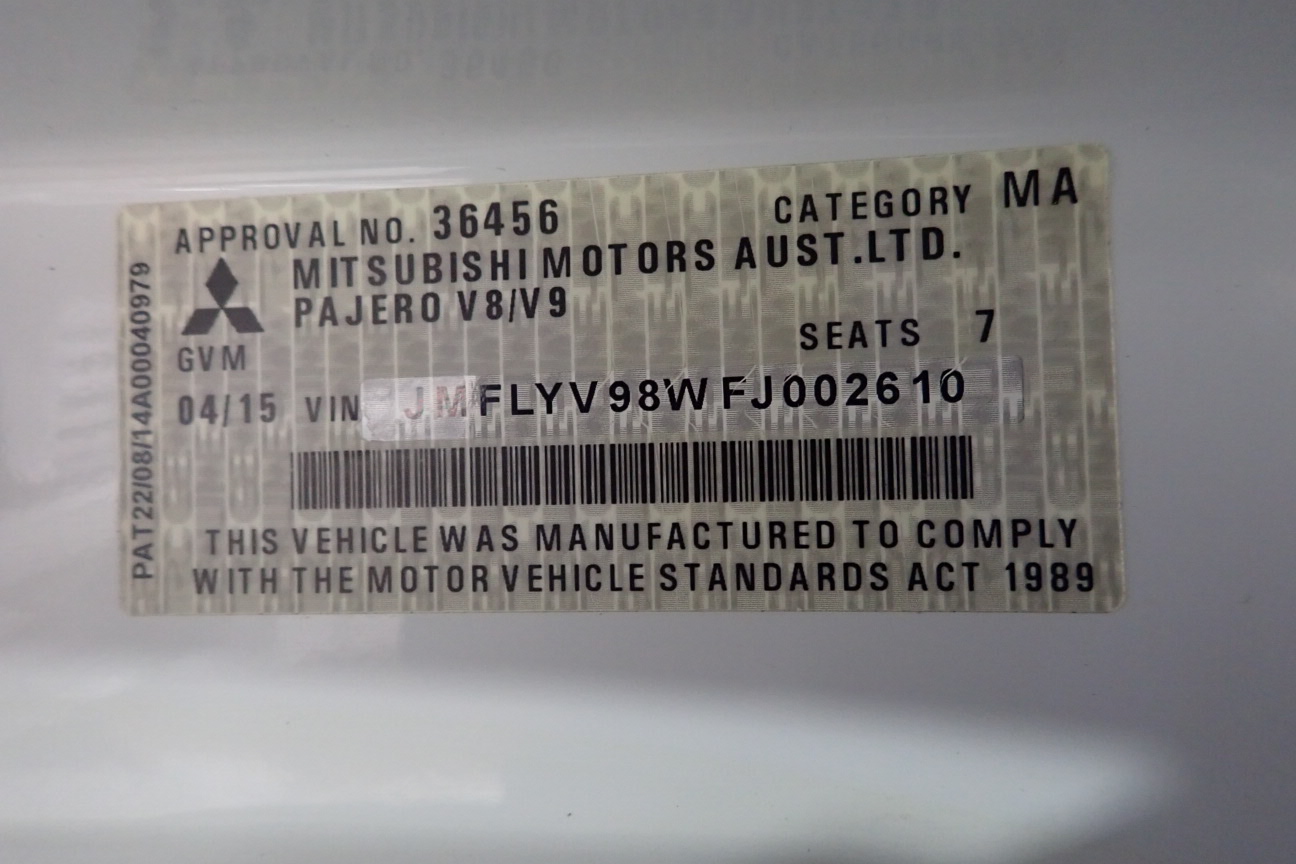 APPROVAL NO. 36456 CATEGORY MA
MITSUBISHI MOTORS AUST.LTD.
PAJERO V8/V9
SEATS 7
GVM
04/15 VIN JMFLYV98WFJ002610
THIS VEHICLE WAS MANUFACTURED TO COMPLY
WITH THE MOTOR VEHICLE STANDARDS ACT 1989
PAT22/08/14A00040979